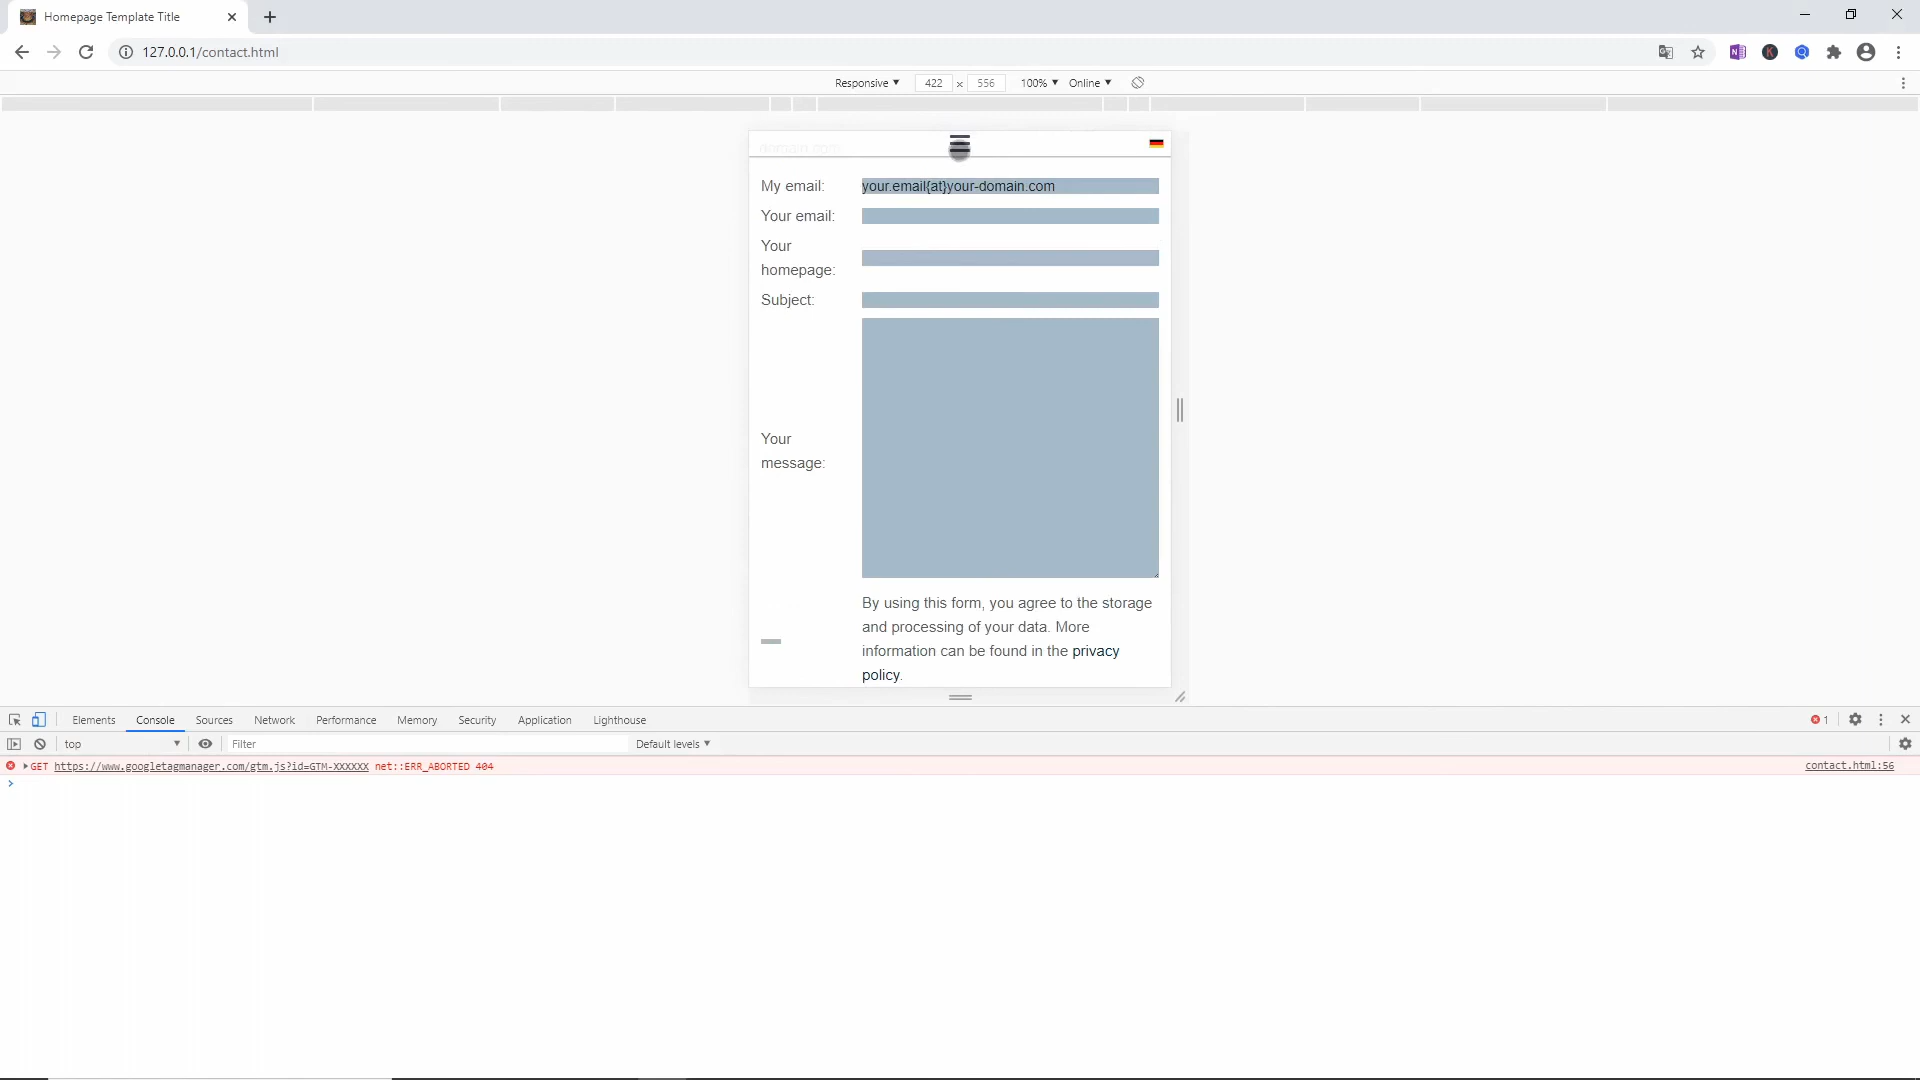 Homepage Template Title
127.0.0.1/contact.html
Responsive 422 x 556 100% Online
domain.com
My email: your.email{at}your-domain.com
Your email:
Your
homepage:
Subject:
Your
message:
By using this form, you agree to the storage
and processing of your data. More
information can be found in the privacy
policy.
Elements Console Sources Network Performance Memory Security Application Lighthouse 1
top Filter Default levels
GET https://www.googletagmanager.com/gtm.js?id=GTM-XXXXXX net::ERR_ABORTED 404 contact.html:56